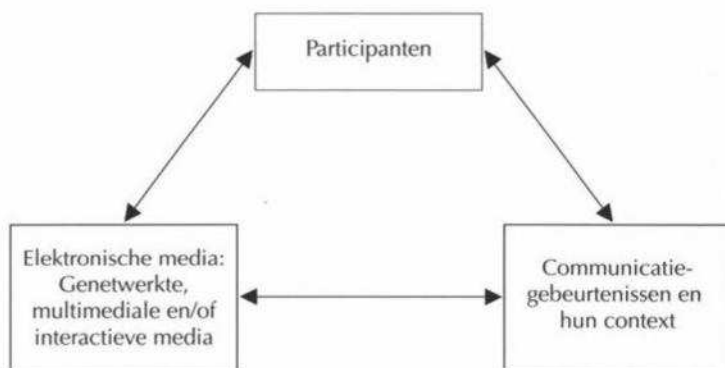 Participanten
Elektronische media:
Genetwerkte,
multimediale en/of
interactieve media
Communicatie-
gebeurtenissen en
hun context